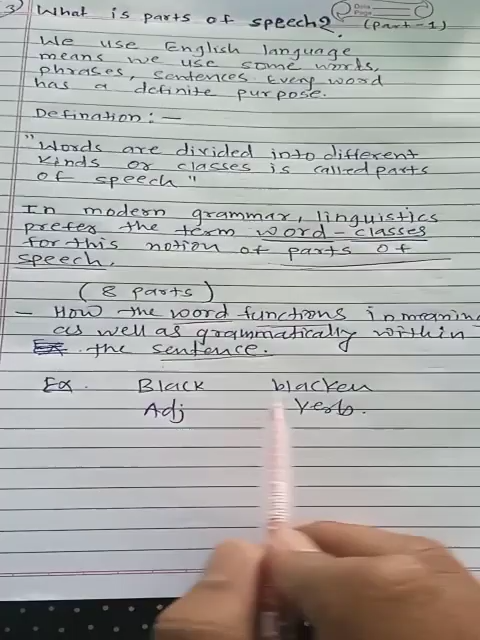 3) What is parts of speech?
(Part-1)
We use English language
means we use some words,
phrases, sentences. Every word
has a definite purpose.
Defination :-
"Words are divided into different
kinds or classes is called parts
of speech"
In modern grammar, linguistics
prefer the term word-classes
for this notion of parts of
speech.
(8 parts)
- How the word functions in meaning
as well as grammatically within
the sentence.
Ex. Black blacken
Adj Verb.